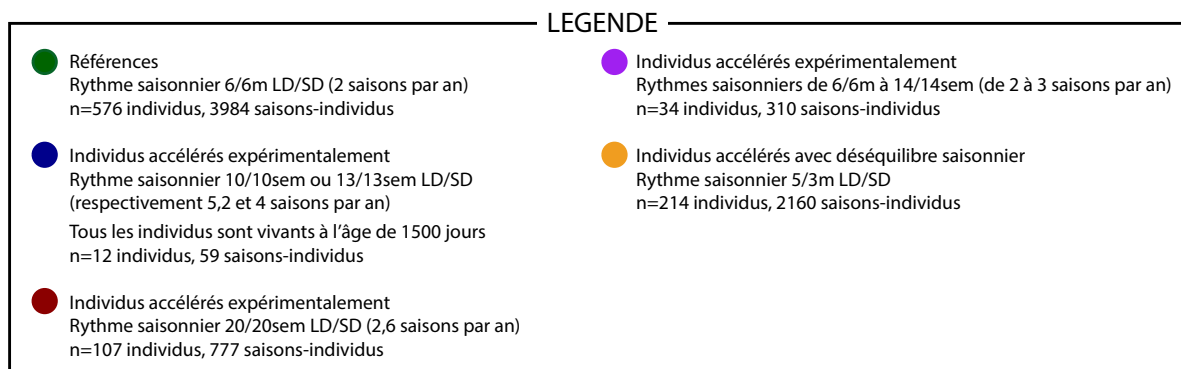 LEGENDE
Références
Rythme saisonnier 6/6m LD/SD (2 saisons par an)
n=576 individus, 3984 saisons-individus
Individus accélérés expérimentalement
Rythme saisonnier 10/10sem ou 13/13sem LD/SD
(respectivement 5,2 et 4 saisons par an)
Tous les individus sont vivants à l'âge de 1500 jours
n=12 individus, 59 saisons-individus
Individus accélérés expérimentalement
Rythme saisonnier 20/20sem LD/SD (2,6 saisons par an)
n=107 individus, 777 saisons-individus
Individus accélérés expérimentalement
Rythmes saisonniers de 6/6m à 14/14sem (de 2 à 3 saisons par an)
n=34 individus, 310 saisons-individus
Individus accélérés avec déséquilibre saisonnier
Rythme saisonnier 5/3m LD/SD
n=214 individus, 2160 saisons-individus